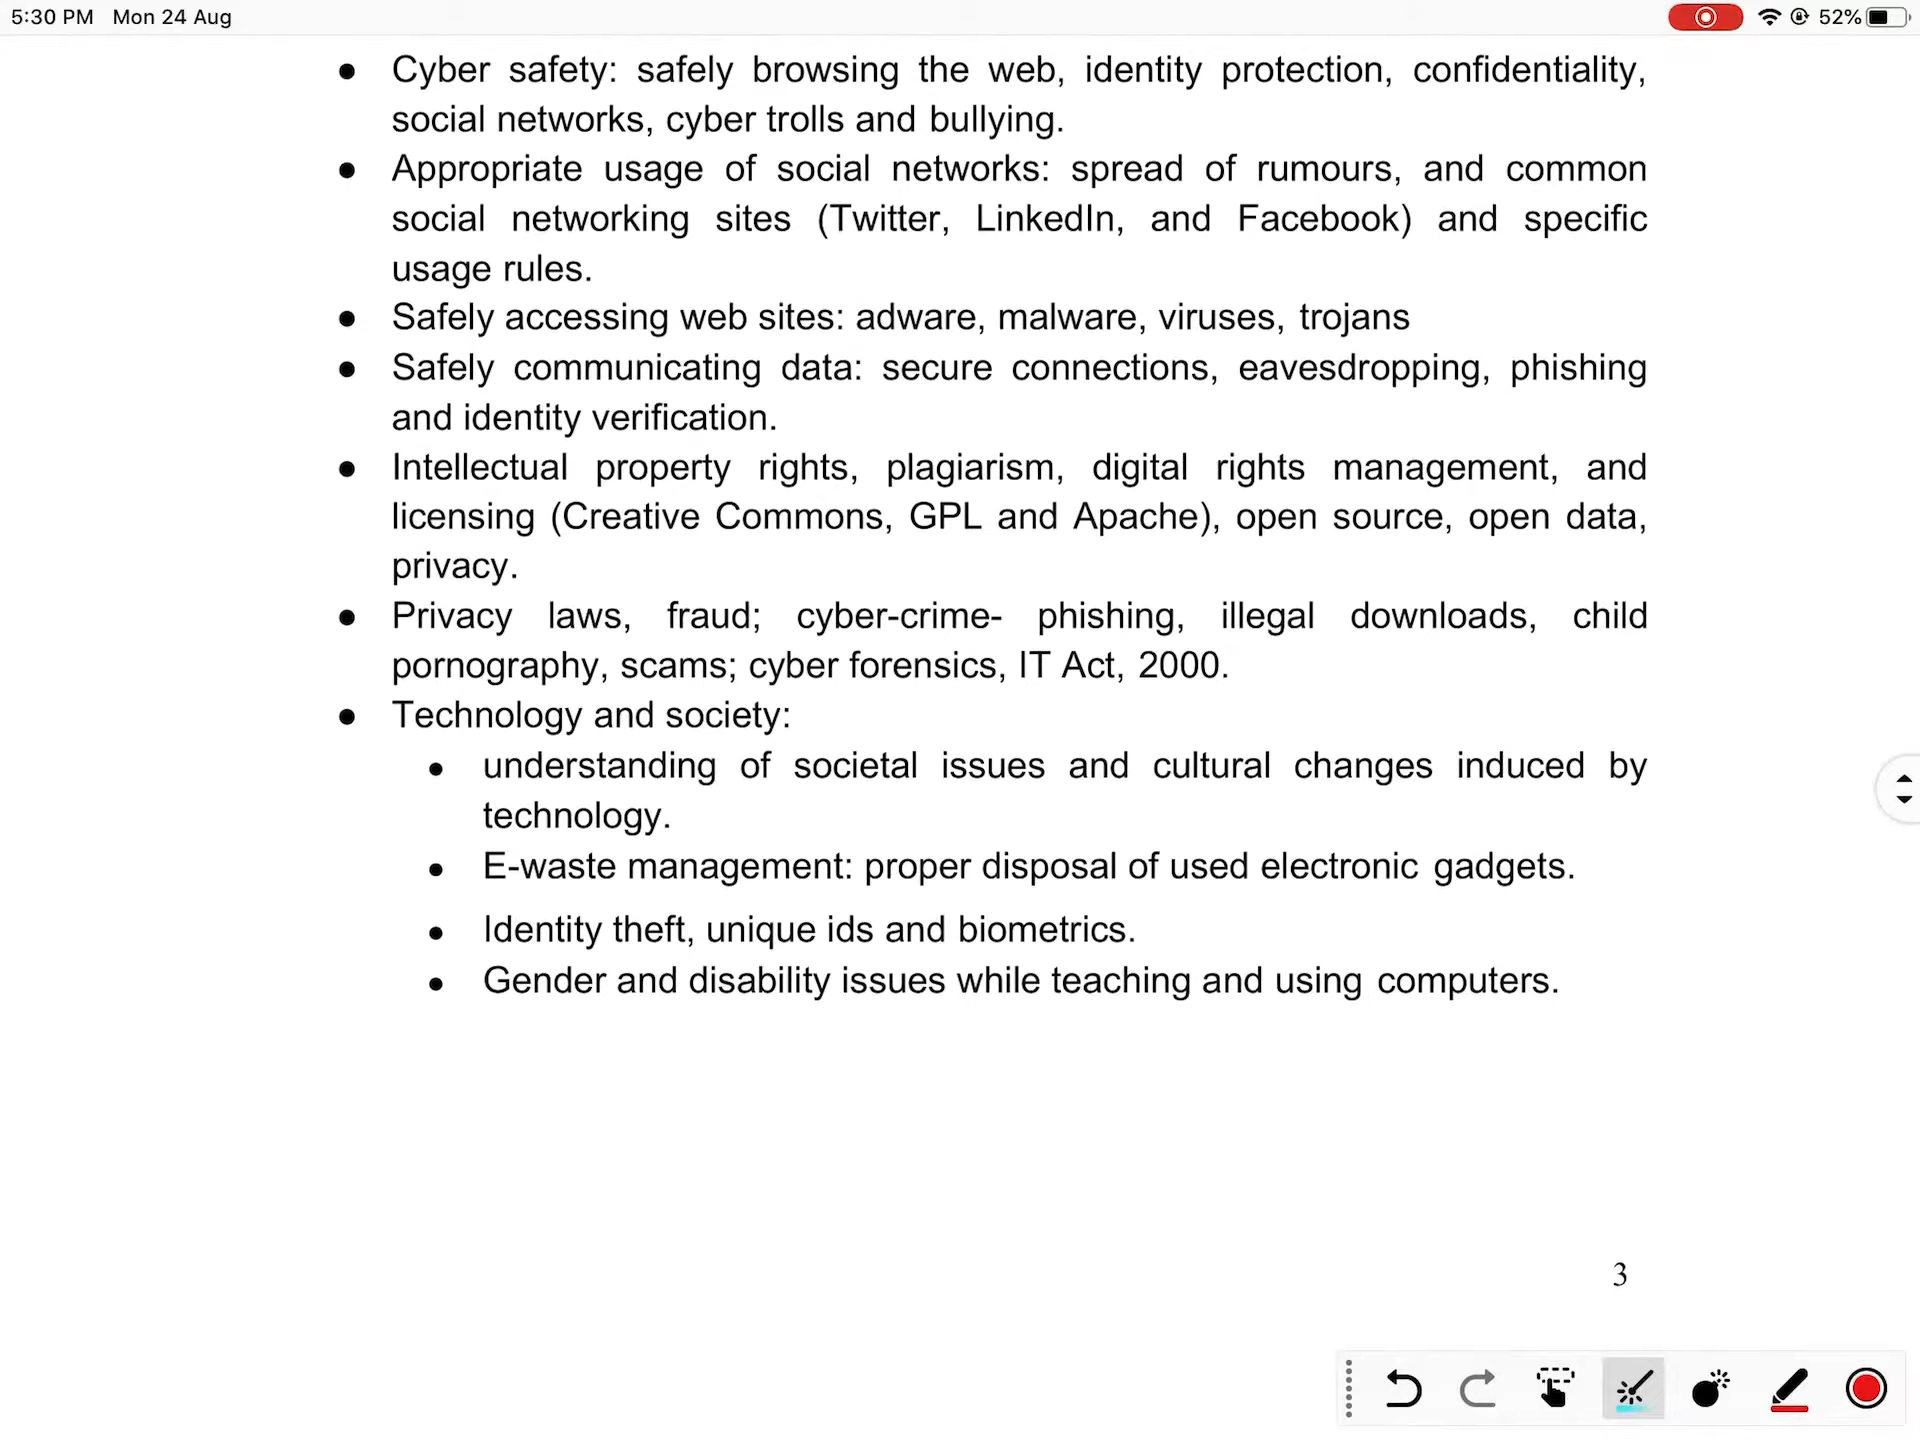 5:30 PM Mon 24 Aug 52%
● Cyber safety: safely browsing the web, identity protection, confidentiality,
social networks, cyber trolls and bullying.
● Appropriate usage of social networks: spread of rumours, and common
social networking sites (Twitter, LinkedIn, and Facebook) and specific
usage rules.
● Safely accessing web sites: adware, malware, viruses, trojans
● Safely communicating data: secure connections, eavesdropping, phishing
and identity verification.
● Intellectual property rights, plagiarism, digital rights management, and
licensing (Creative Commons, GPL and Apache), open source, open data,
privacy.
● Privacy laws, fraud; cyber-crime- phishing, illegal downloads, child
pornography, scams; cyber forensics, IT Act, 2000.
● Technology and society:
● understanding of societal issues and cultural changes induced by
technology.
● E-waste management: proper disposal of used electronic gadgets.
● Identity theft, unique ids and biometrics.
● Gender and disability issues while teaching and using computers.
3